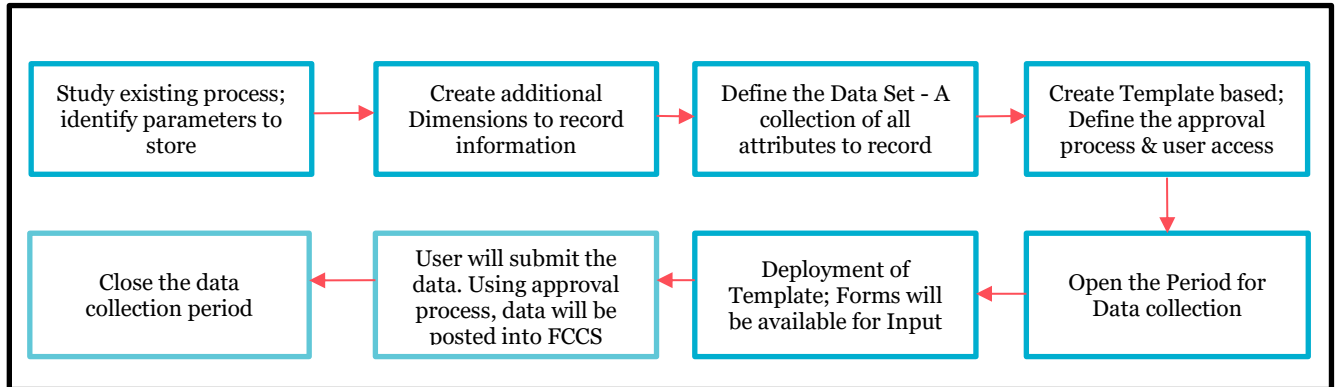 Study existing process;
identify parameters to
store
Create additional
Dimensions to record
information
Define the Data Set - A
collection of all
attributes to record
Create Template based;
Define the approval
process & user access
Open the Period for
Data collection
Deployment of
Template; Forms will
be available for Input
User will submit the
data. Using approval
process, data will be
posted into FCCS
Close the data
collection period